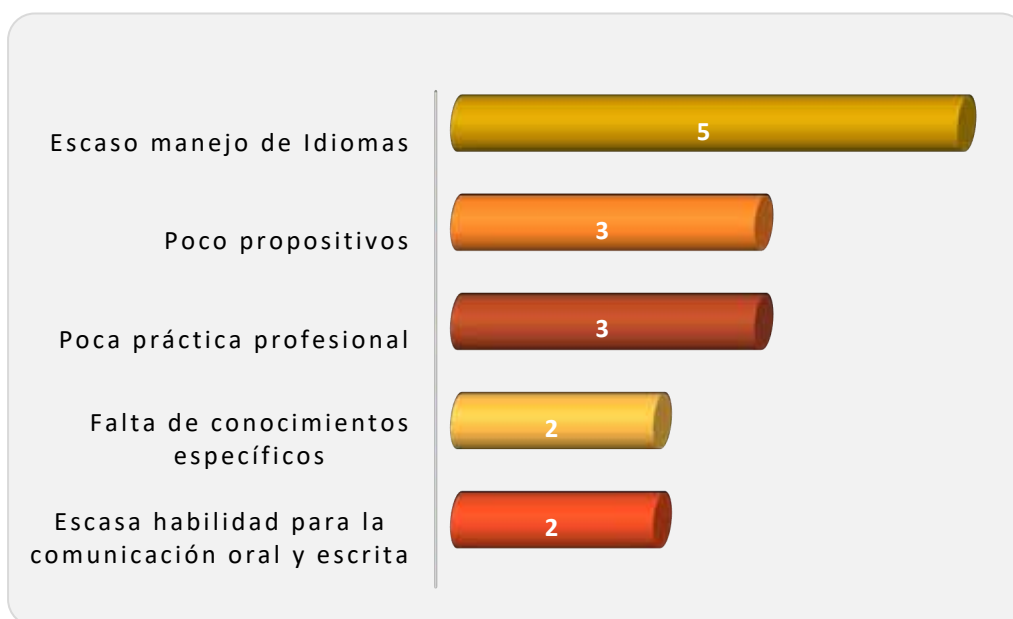 Escaso manejo de Idiomas
5
Poco propositivos
3
Poca práctica profesional
3
Falta de conocimientos
específicos
2
Escasa habilidad para la
comunicación oral y escrita
2